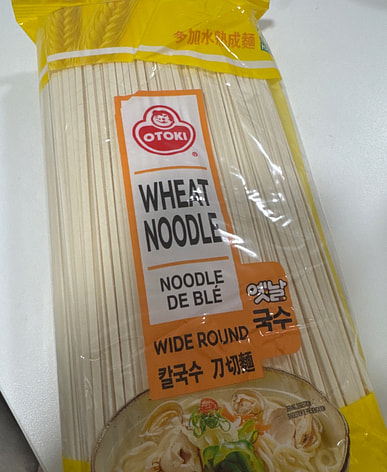 多加水熟成麵
OTOKI
®
WHEAT
NOODLE
NOODLE
DE BLÉ
옛날
국수
WIDE ROUND
칼국수 刀切麵